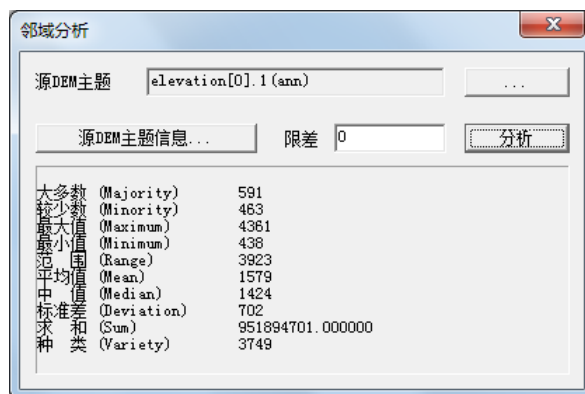 邻域分析
源DEM主题 elevation[0].1(ann) ...
源DEM主题信息... 限差 0 分析
大多数 (Majority) 591
较少数 (Minority) 463
最大值 (Maximum) 4361
最小值 (Minimum) 438
范 围 (Range) 3923
平均值 (Mean) 1579
中 值 (Median) 1424
标准差 (Deviation) 702
求 和 (Sum) 951894701.000000
种 类 (Variety) 3749